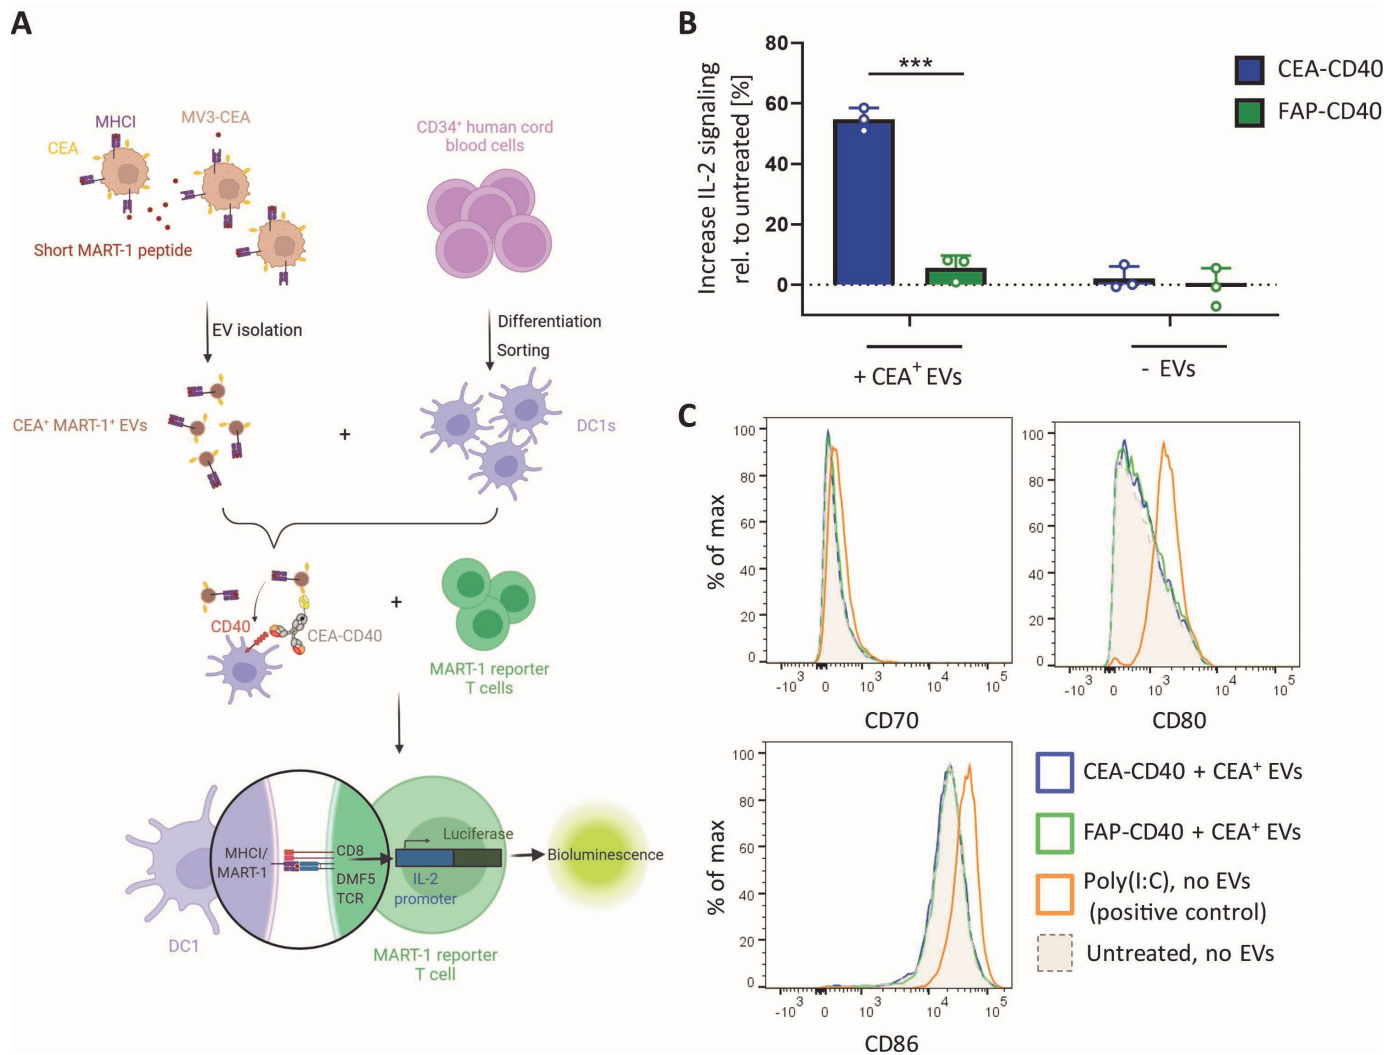 A
MHCI
MV3-CEA
CEA
CD34⁺ human cord
blood cells
Short MART-1 peptide
EV isolation
Differentiation
Sorting
CEA⁺ MART-1⁺ EVs
+
DC1s
CD40
CEA-CD40
+
MART-1 reporter
T cells
MHCI/
MART-1
CD8
DMF5
TCR
Luciferase
IL-2
promoter
Bioluminescence
DC1
MART-1 reporter
T cell
B
Increase IL-2 signaling
rel. to untreated [%]
80
60
40
20
0
***
CEA-CD40
FAP-CD40
+ CEA⁺ EVs
- EVs
C
% of max
100
80
60
40
20
0
-10³ 0 10³ 10⁴ 10⁵
CD70
100
80
60
40
20
0
-10³ 0 10³ 10⁴ 10⁵
CD80
% of max
100
80
60
40
20
0
-10³ 0 10³ 10⁴ 10⁵
CD86
CEA-CD40 + CEA⁺ EVs
FAP-CD40 + CEA⁺ EVs
Poly(I:C), no EVs
(positive control)
Untreated, no EVs